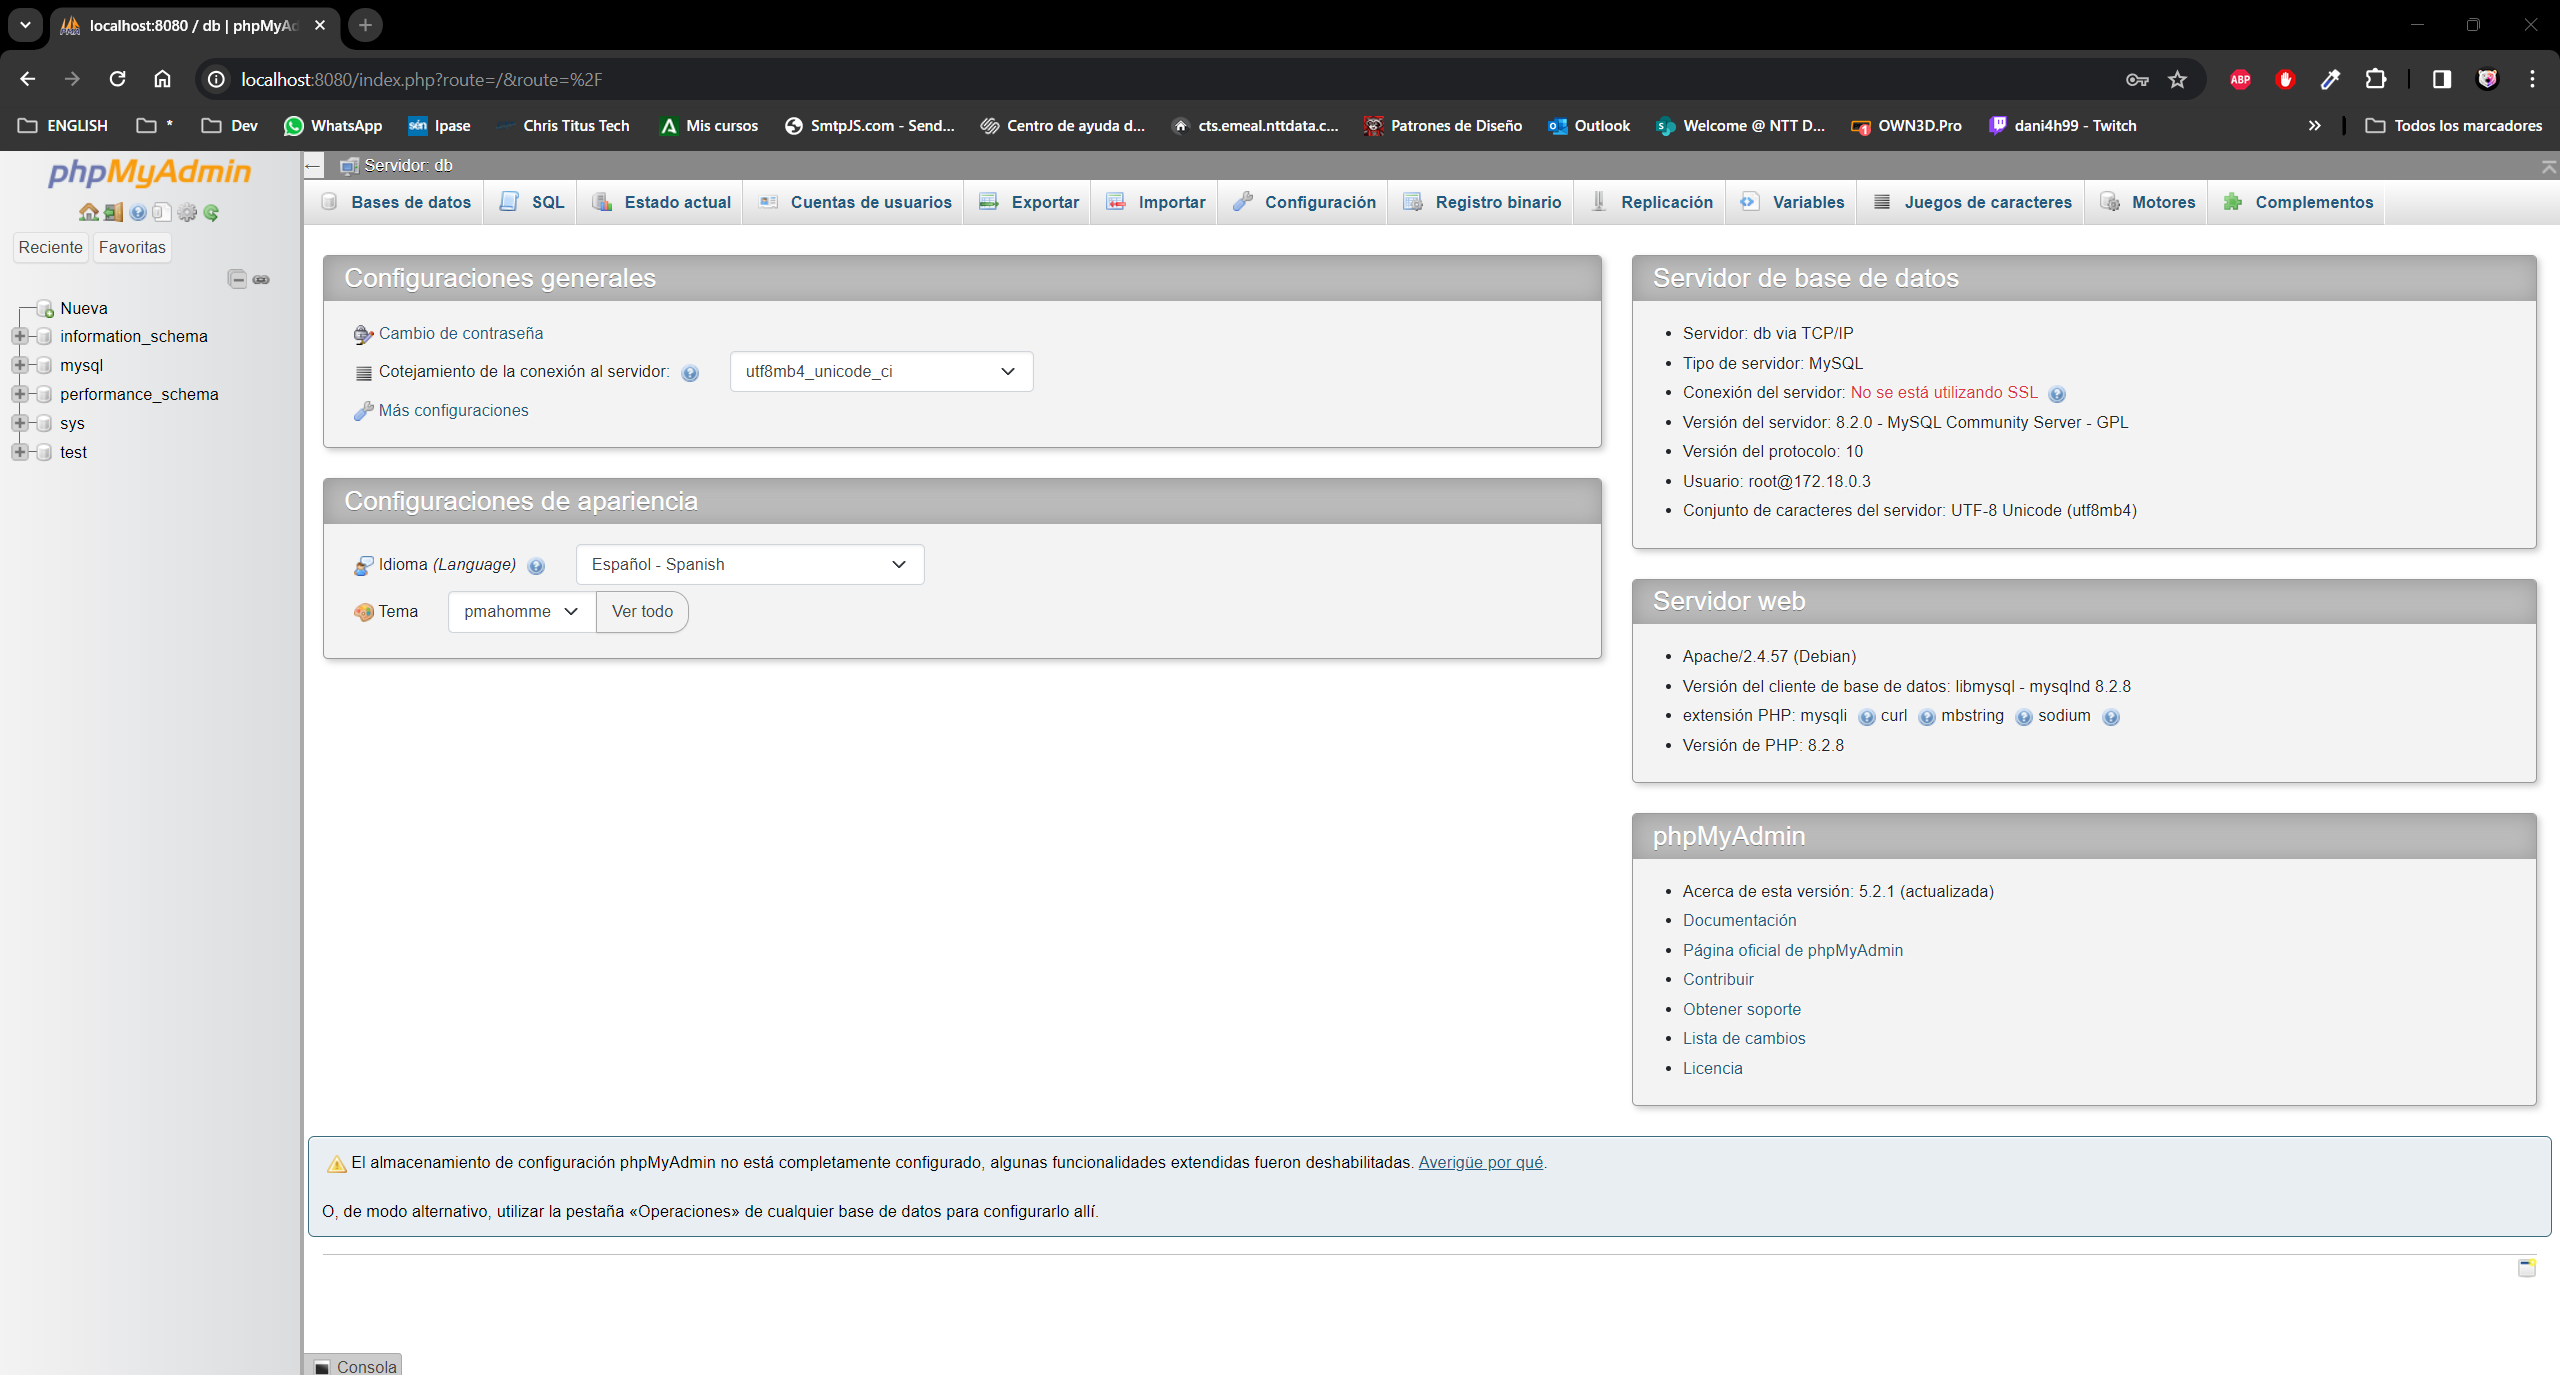 localhost:8080 / db | phpMyAd
localhost:8080/index.php?route=/&route=%2F
ABP
ENGLISH
*
Dev
WhatsApp
sén
Ipase
Chris Titus Tech
Mis cursos
SmtpJS.com - Send...
Centro de ayuda d...
cts.emeal.nttdata.c...
Patrones de Diseño
Outlook
Welcome @ NTT D...
OWN3D.Pro
dani4h99 - Twitch
Todos los marcadores
phpMyAdmin
Reciente
Favoritas
Nueva
information_schema
mysql
performance_schema
sys
test
Servidor: db
Bases de datos
SQL
Estado actual
Cuentas de usuarios
Exportar
Importar
Configuración
Registro binario
Replicación
Variables
Juegos de caracteres
Motores
Complementos
Configuraciones generales
Cambio de contraseña
Cotejamiento de la conexión al servidor:
utf8mb4_unicode_ci
Más configuraciones
Configuraciones de apariencia
Idioma (Language)
Español - Spanish
Tema
pmahomme
Ver todo
Servidor de base de datos
Servidor: db via TCP/IP
Tipo de servidor: MySQL
Conexión del servidor: No se está utilizando SSL
Versión del servidor: 8.2.0 - MySQL Community Server - GPL
Versión del protocolo: 10
Usuario: root@172.18.0.3
Conjunto de caracteres del servidor: UTF-8 Unicode (utf8mb4)
Servidor web
Apache/2.4.57 (Debian)
Versión del cliente de base de datos: libmysql - mysqlnd 8.2.8
extensión PHP: mysqli curl mbstring sodium
Versión de PHP: 8.2.8
phpMyAdmin
Acerca de esta versión: 5.2.1 (actualizada)
Documentación
Página oficial de phpMyAdmin
Contribuir
Obtener soporte
Lista de cambios
Licencia
El almacenamiento de configuración phpMyAdmin no está completamente configurado, algunas funcionalidades extendidas fueron deshabilitadas. Averigüe por qué.
O, de modo alternativo, utilizar la pestaña «Operaciones» de cualquier base de datos para configurarlo allí.
Consola